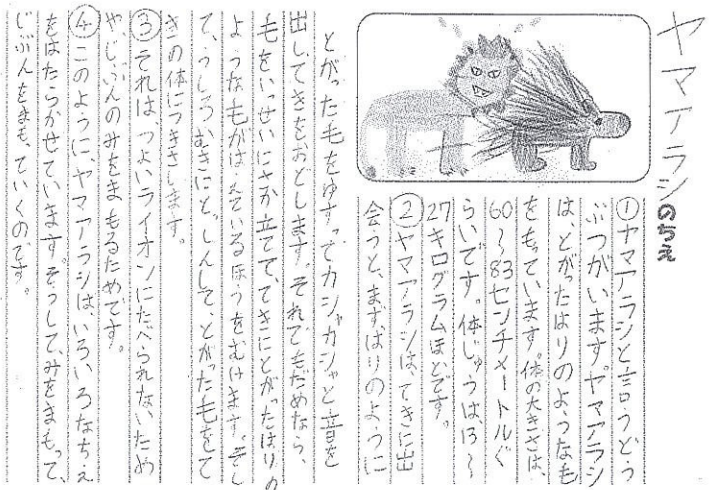 ヤマアラシのちえ
①ヤマアラシと言うどう
ぶつがいます。ヤマアラシ
は、とがったはりのようなも
をもっています。体の大きさは、
60〜83センチメートルぐ
らいです。体じゅうは、13〜
27キログラムほどです。
②ヤマアラシは、てきに出
会うと、まずはりのように
とがった毛をゆすってカシャカシャと音を
出しててきをおどします。それでもだめなら、
毛をいっせいにさか立てて、てきにとがったはりの
ような毛がはえているほうをむけます。そし
て、うしろむきにとっしんして、とがった毛をて
きの体につきさします。
③それは、つよいライオンにたべられないため
や、じぶんのみをまもるためです。
④このように、ヤマアラシは、いろいろなちえ
をはたらかせています。そうして、みをまもって、
じぶんをまもっていくのです。